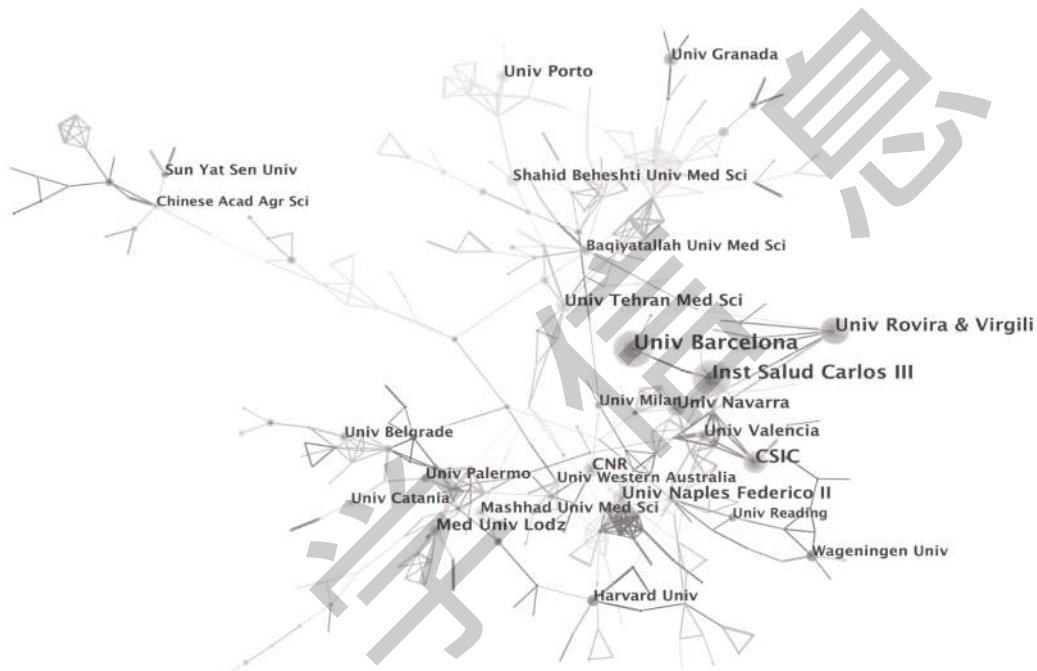 Univ Granada
Univ Porto
Sun Yat Sen Univ
Shahid Beheshti Univ Med Sci
Chinese Acad Agr Sci
Baqiyatallah Univ Med Sci
Univ Tehran Med Sci
Univ Rovira & Virgili
Univ Barcelona
Inst Salud Carlos III
Univ Milan
Univ Navarra
Univ Belgrade
Univ Valencia
CSIC
CNR
Univ Palermo
Univ Western Australia
Univ Catania
Univ Naples Federico II
Mashhad Univ Med Sci
Univ Reading
Med Univ Lodz
Wageningen Univ
Harvard Univ
学信息